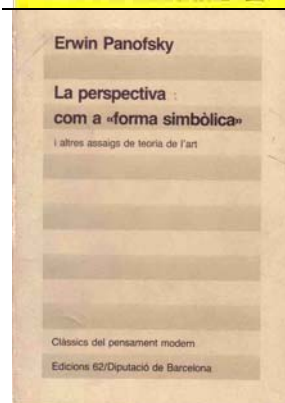 Erwin Panofsky
La perspectiva
com a «forma simbòlica»
i altres assaigs de teoria de l'art
Clàssics del pensament modern
Edicions 62/Diputació de Barcelona